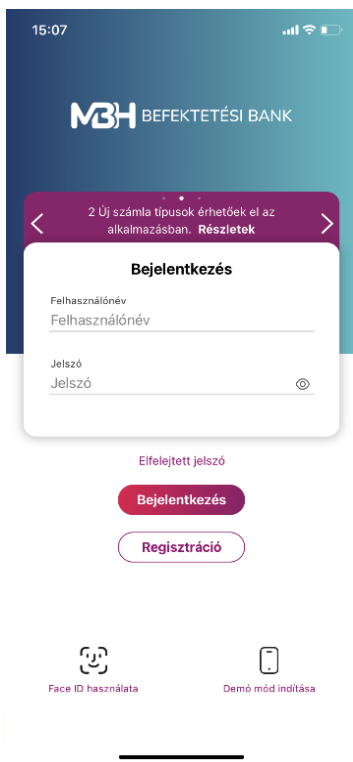 15:07
MBH BEFEKTETÉSI BANK
2 Új számla típusok érhetőek el az
alkalmazásban. Részletek
Bejelentkezés
Felhasználónév
Felhasználónév
Jelszó
Jelszó
Elfelejtett jelszó
Bejelentkezés
Regisztráció
Face ID használata
Demó mód indítása